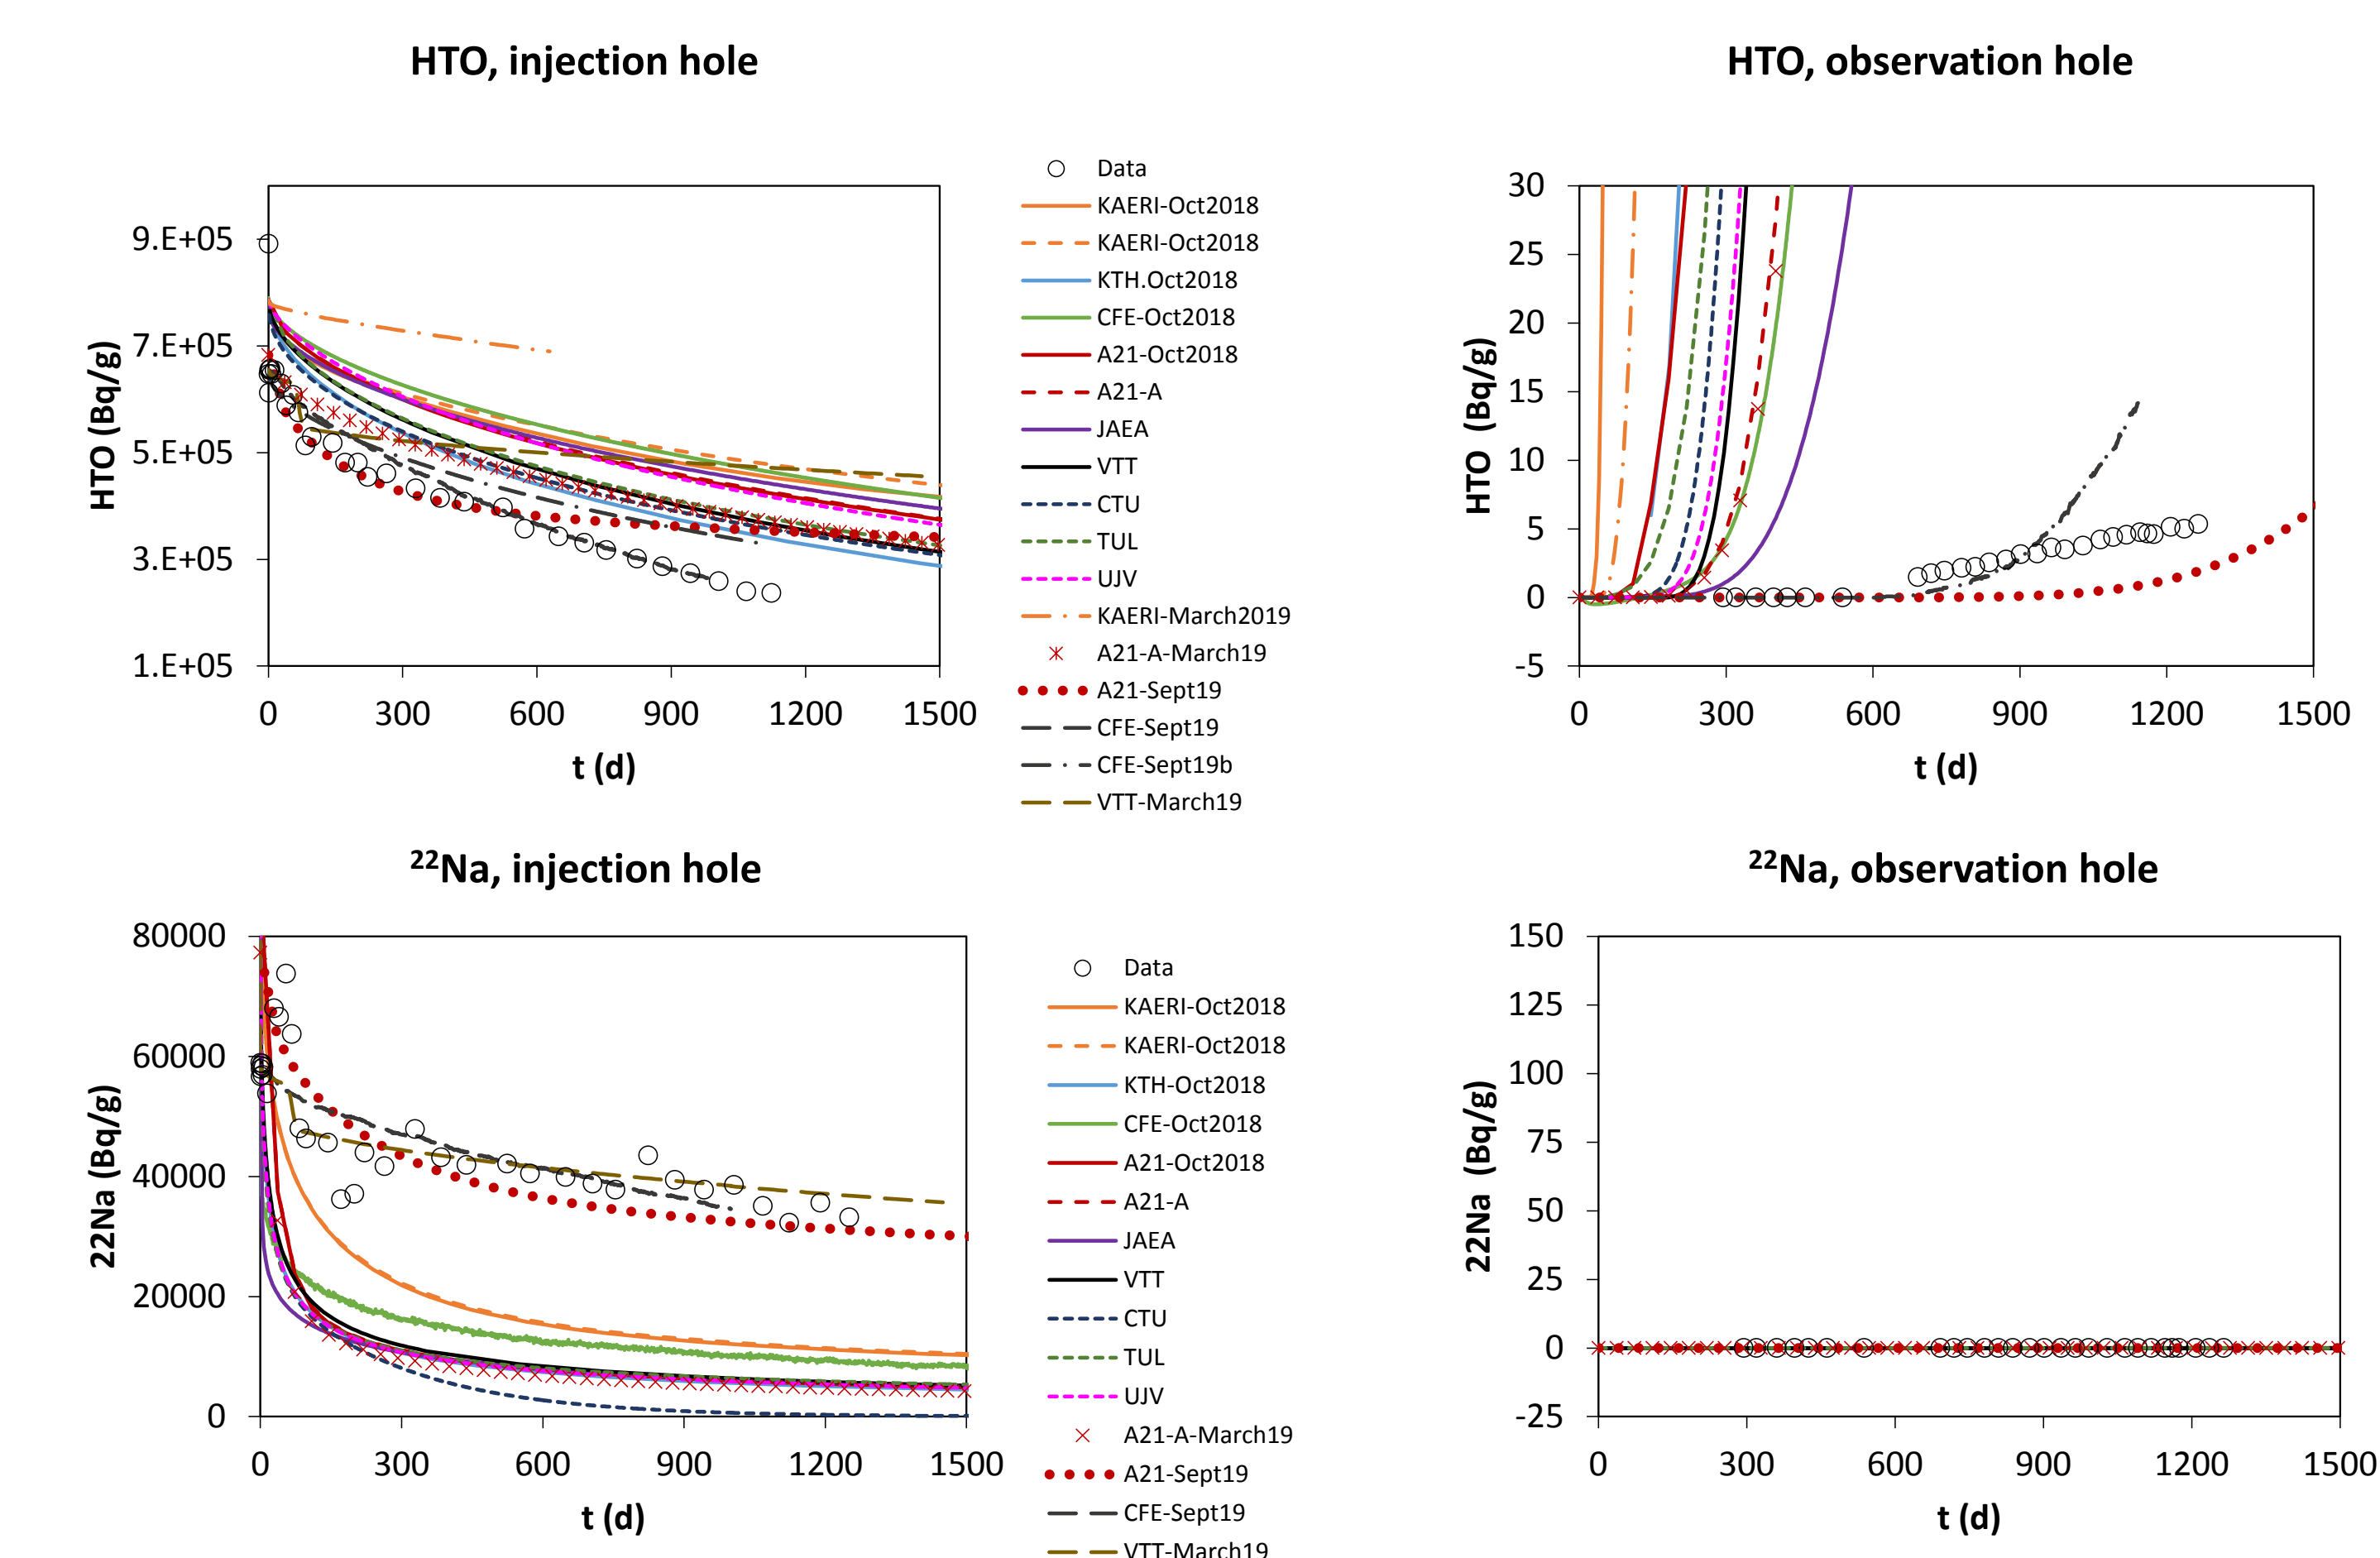 HTO, injection hole
9.E+05
7.E+05
5.E+05
3.E+05
1.E+05
HTO (Bq/g)
0 300 600 900 1200 1500
t (d)
Data
KAERI-Oct2018
KAERI-Oct2018
KTH.Oct2018
CFE-Oct2018
A21-Oct2018
A21-A
JAEA
VTT
CTU
TUL
UJV
KAERI-March2019
A21-A-March19
A21-Sept19
CFE-Sept19
CFE-Sept19b
VTT-March19
HTO, observation hole
30
25
20
15
10
5
0
-5
HTO (Bq/g)
0 300 600 900 1200 1500
t (d)
²²Na, injection hole
80000
60000
40000
20000
0
22Na (Bq/g)
0 300 600 900 1200 1500
t (d)
Data
KAERI-Oct2018
KAERI-Oct2018
KTH-Oct2018
CFE-Oct2018
A21-Oct2018
A21-A
JAEA
VTT
CTU
TUL
UJV
A21-A-March19
A21-Sept19
CFE-Sept19
VTT-March19
²²Na, observation hole
150
125
100
75
50
25
0
-25
22Na (Bq/g)
0 300 600 900 1200 1500
t (d)